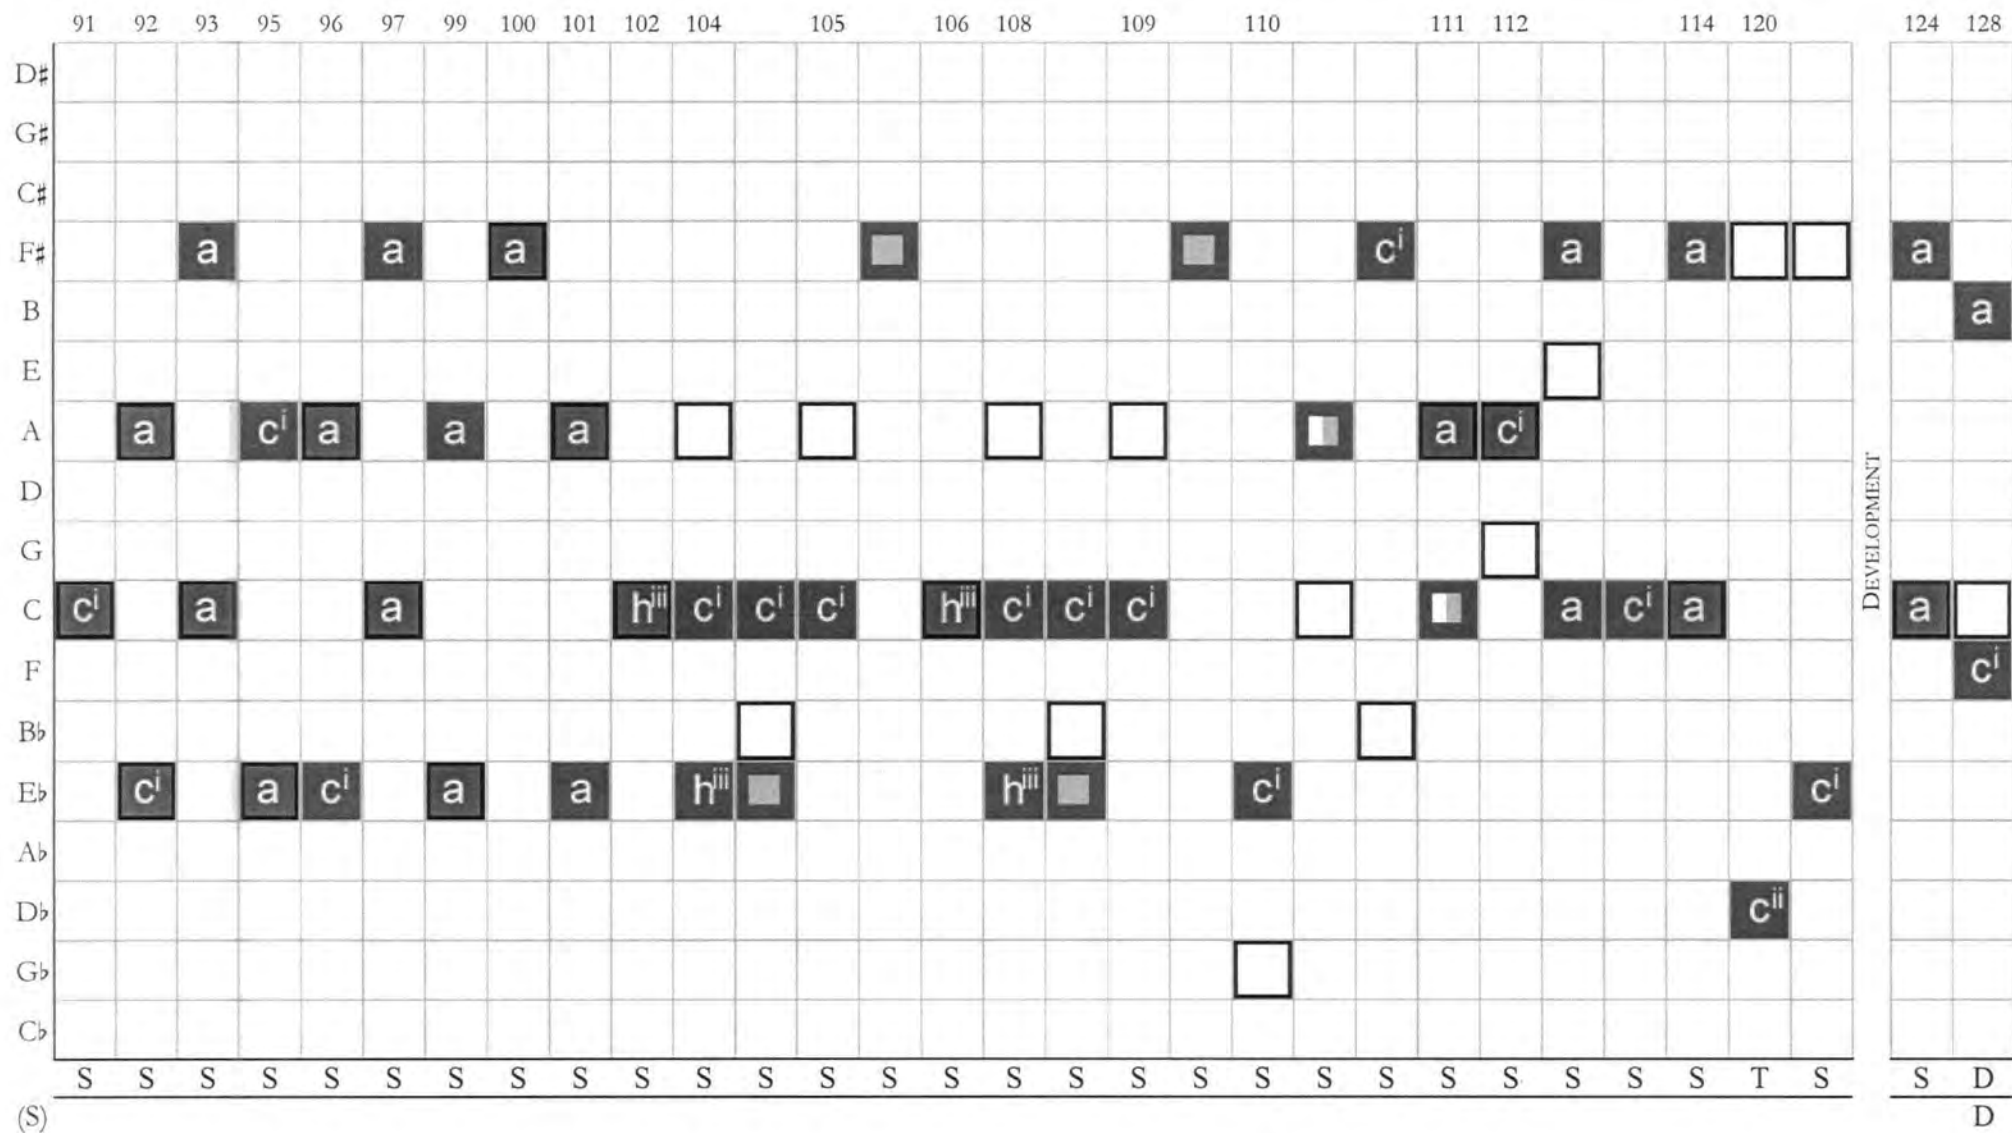 91 92 93 95 96 97 99 100 101 102 104 105 106 108 109 110 111 112 114 120 124 128
D♯
G♯
C♯
F♯ a a a cⁱ a a a
B a
E
A a cⁱ a a a a cⁱ
D
G
C cⁱ a a hⁱⁱⁱ cⁱ cⁱ cⁱ hⁱⁱⁱ cⁱ cⁱ cⁱ a cⁱ a a
F cⁱ
B♭
E♭ cⁱ a cⁱ a a hⁱⁱⁱ hⁱⁱⁱ cⁱ cⁱ
A♭
D♭ cⁱⁱ
G♭
C♭
DEVELOPMENT
S S S S S S S S S S S S S S S S S S S S S S S S S S S T S S D
(S) D